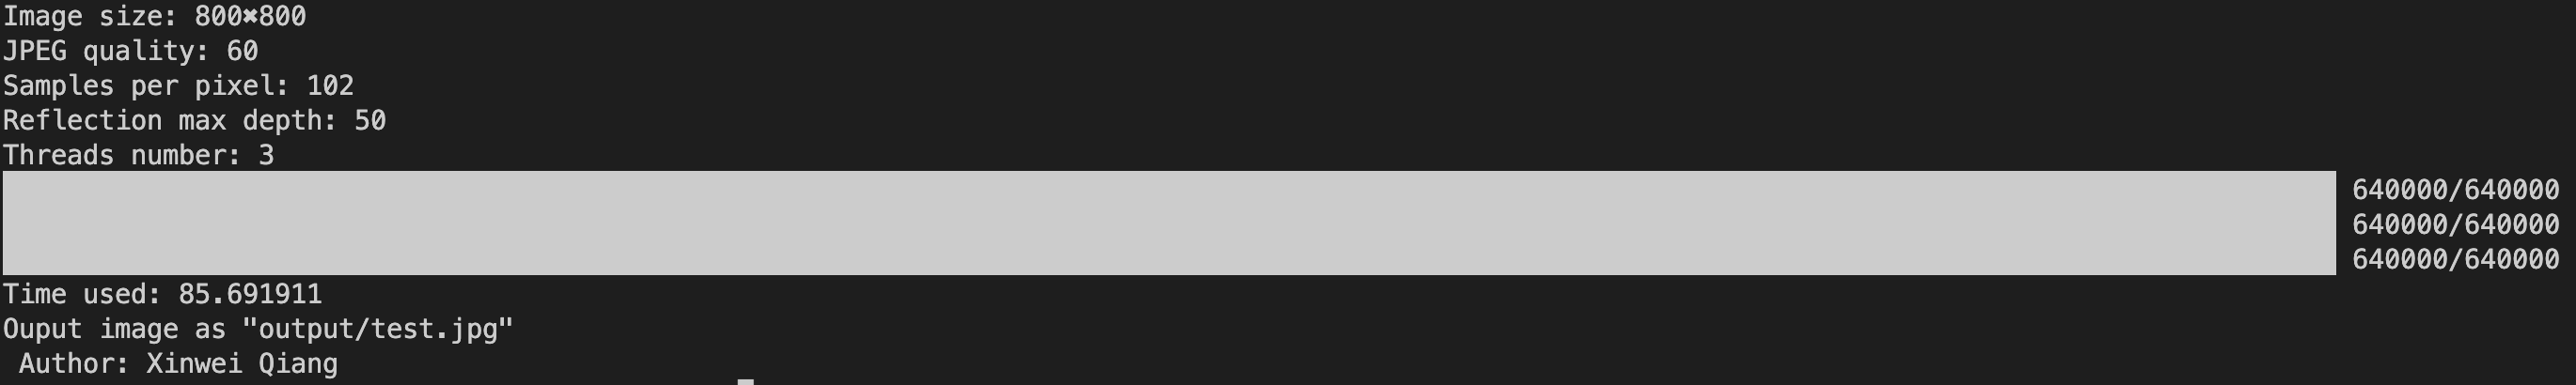 Image size: 800✖800
JPEG quality: 60
Samples per pixel: 102
Reflection max depth: 50
Threads number: 3
640000/640000
640000/640000
640000/640000
Time used: 85.691911
Ouput image as "output/test.jpg"
Author: Xinwei Qiang